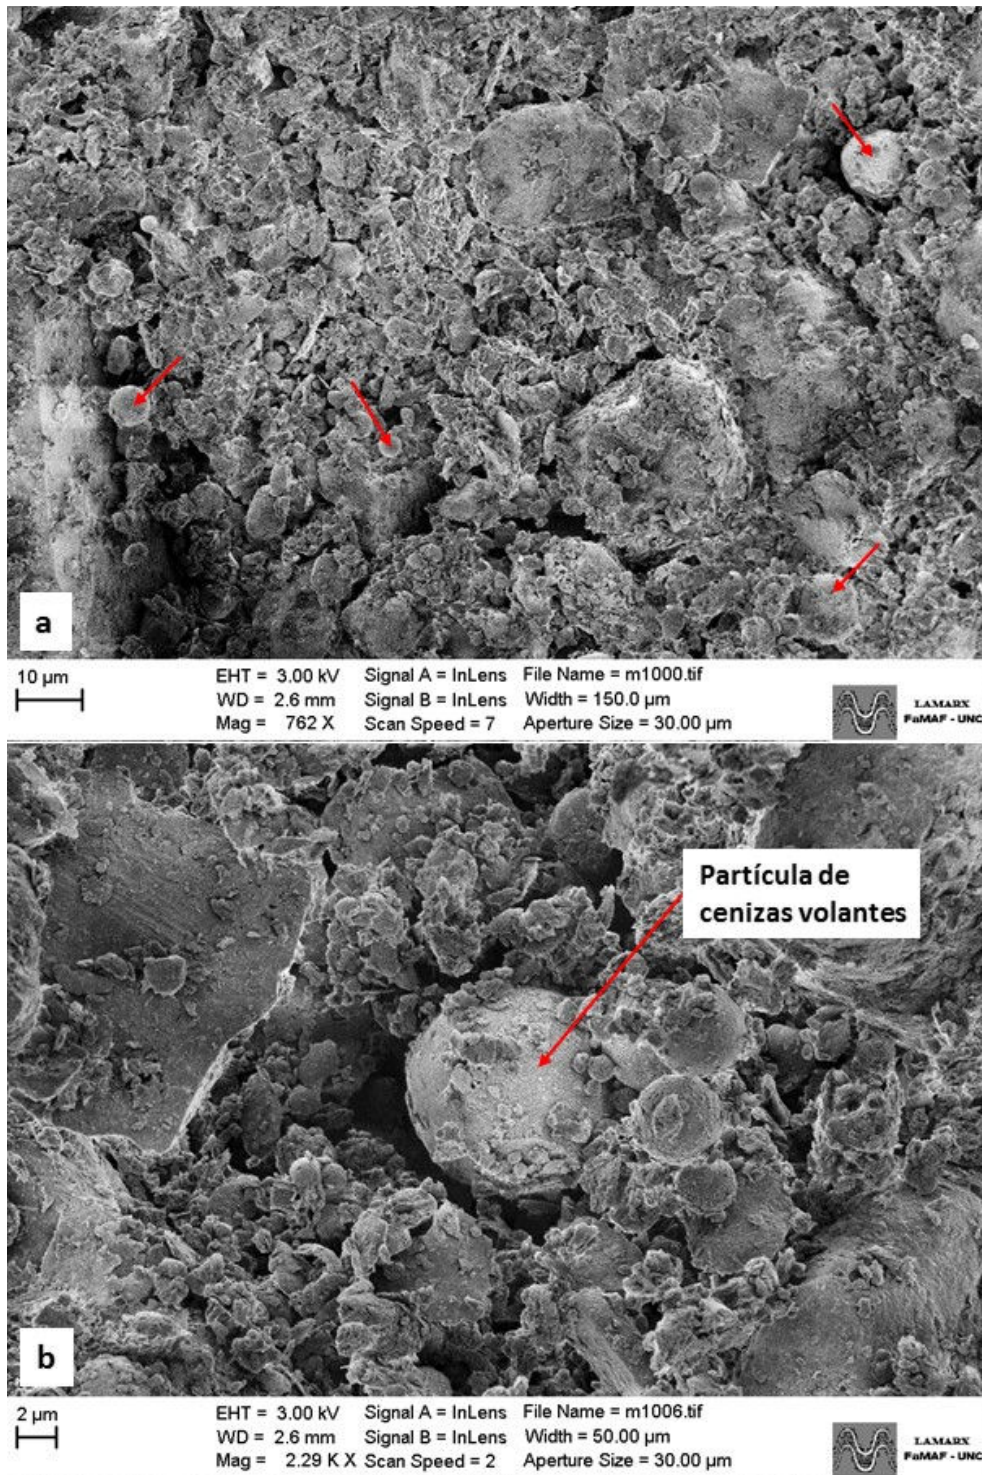 a
10 µm
EHT = 3.00 kV Signal A = InLens File Name = m1000.tif
WD = 2.6 mm Signal B = InLens Width = 150.0 µm
Mag = 762 X Scan Speed = 7 Aperture Size = 30.00 µm
LAMARX
FaMAF - UNC
Partícula de
cenizas volantes
b
2 µm
EHT = 3.00 kV Signal A = InLens File Name = m1006.tif
WD = 2.6 mm Signal B = InLens Width = 50.00 µm
Mag = 2.29 K X Scan Speed = 2 Aperture Size = 30.00 µm
LAMARX
FaMAF - UNC